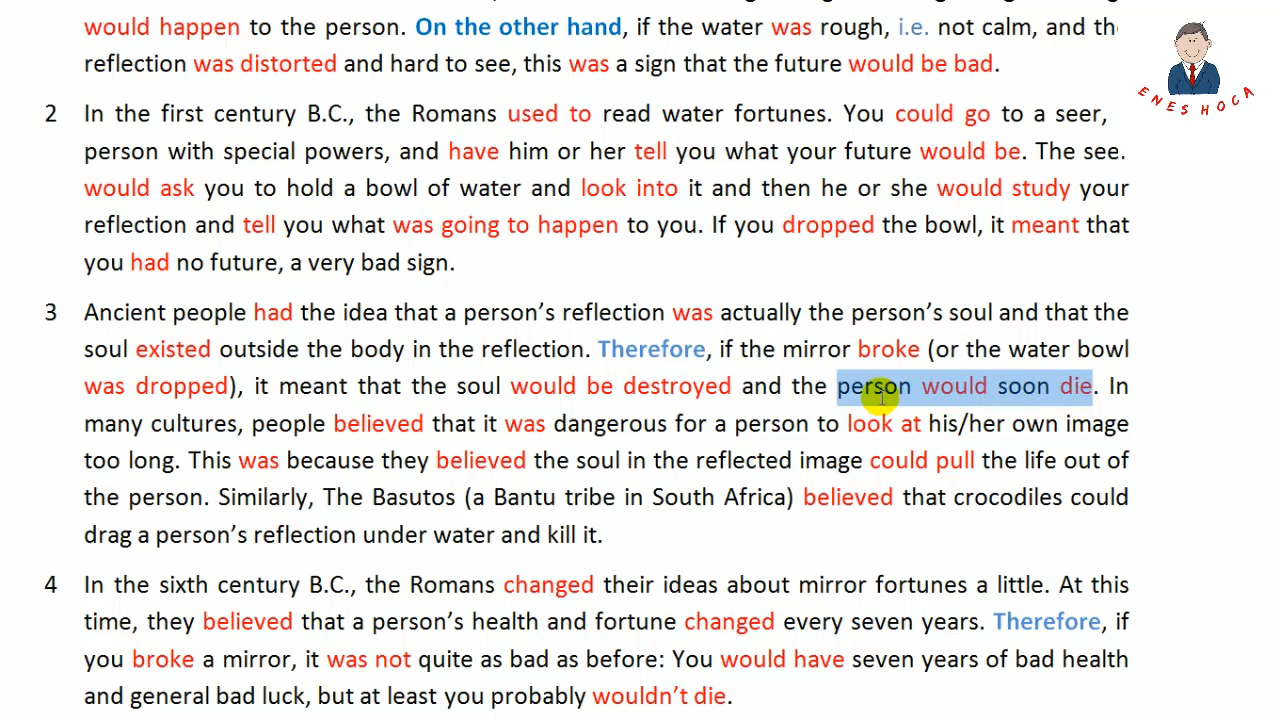 would happen to the person. On the other hand, if the water was rough, i.e. not calm, and th
reflection was distorted and hard to see, this was a sign that the future would be bad.
ENES HOCA
2 In the first century B.C., the Romans used to read water fortunes. You could go to a seer,
person with special powers, and have him or her tell you what your future would be. The see
would ask you to hold a bowl of water and look into it and then he or she would study your
reflection and tell you what was going to happen to you. If you dropped the bowl, it meant that
you had no future, a very bad sign.
3 Ancient people had the idea that a person’s reflection was actually the person’s soul and that the
soul existed outside the body in the reflection. Therefore, if the mirror broke (or the water bowl
was dropped), it meant that the soul would be destroyed and the person would soon die. In
many cultures, people believed that it was dangerous for a person to look at his/her own image
too long. This was because they believed the soul in the reflected image could pull the life out of
the person. Similarly, The Basutos (a Bantu tribe in South Africa) believed that crocodiles could
drag a person’s reflection under water and kill it.
4 In the sixth century B.C., the Romans changed their ideas about mirror fortunes a little. At this
time, they believed that a person’s health and fortune changed every seven years. Therefore, if
you broke a mirror, it was not quite as bad as before: You would have seven years of bad health
and general bad luck, but at least you probably wouldn’t die.